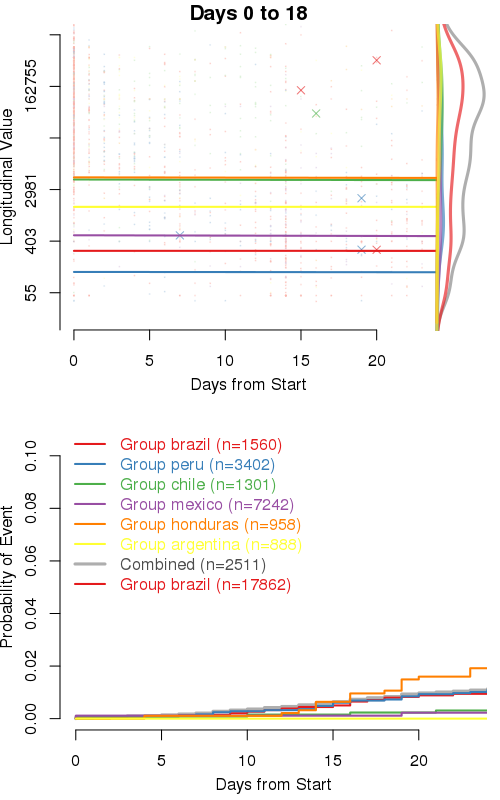 Days 0 to 18
Longitudinal Value
162755
2981
403
55
0 5 10 15 20
Days from Start
Group brazil (n=1560)
Group peru (n=3402)
Group chile (n=1301)
Group mexico (n=7242)
Group honduras (n=958)
Group argentina (n=888)
Combined (n=2511)
Group brazil (n=17862)
Probability of Event
0.10
0.08
0.06
0.04
0.02
0.00
0 5 10 15 20
Days from Start